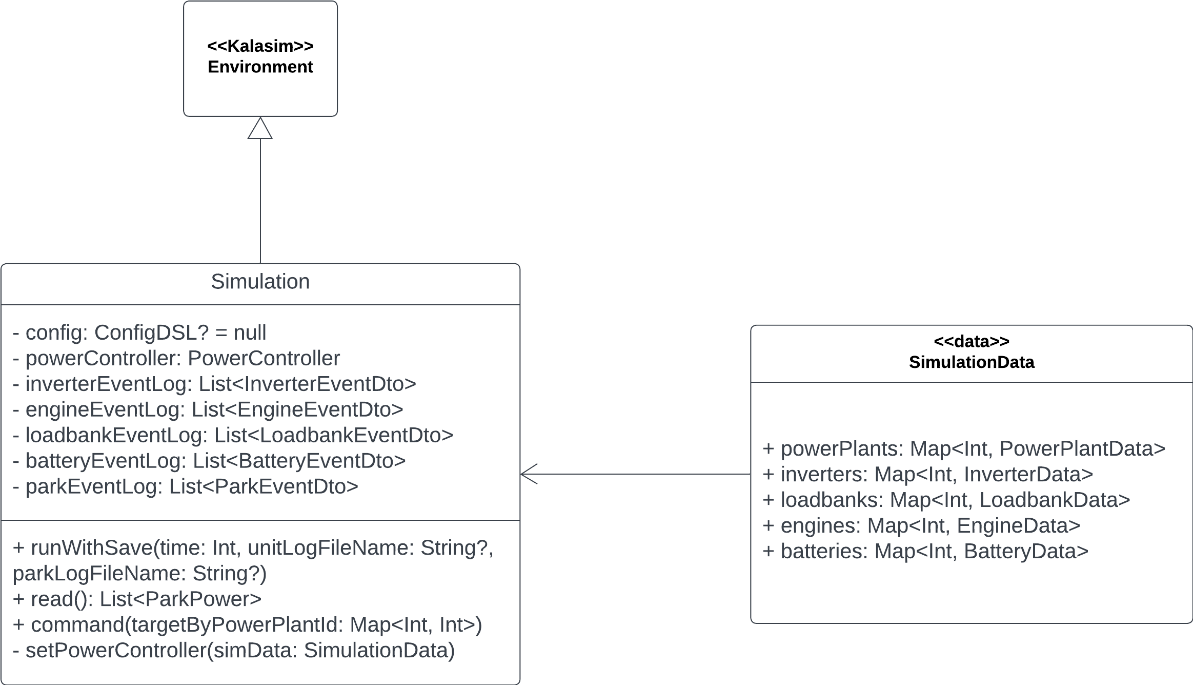 <<Kalasim>>
Environment
Simulation
- config: ConfigDSL? = null
- powerController: PowerController
- inverterEventLog: List<InverterEventDto>
- engineEventLog: List<EngineEventDto>
- loadbankEventLog: List<LoadbankEventDto>
- batteryEventLog: List<BatteryEventDto>
- parkEventLog: List<ParkEventDto>
+ runWithSave(time: Int, unitLogFileName: String?,
parkLogFileName: String?)
+ read(): List<ParkPower>
+ command(targetByPowerPlantId: Map<Int, Int>)
- setPowerController(simData: SimulationData)
<<data>>
SimulationData
+ powerPlants: Map<Int, PowerPlantData>
+ inverters: Map<Int, InverterData>
+ loadbanks: Map<Int, LoadbankData>
+ engines: Map<Int, EngineData>
+ batteries: Map<Int, BatteryData>